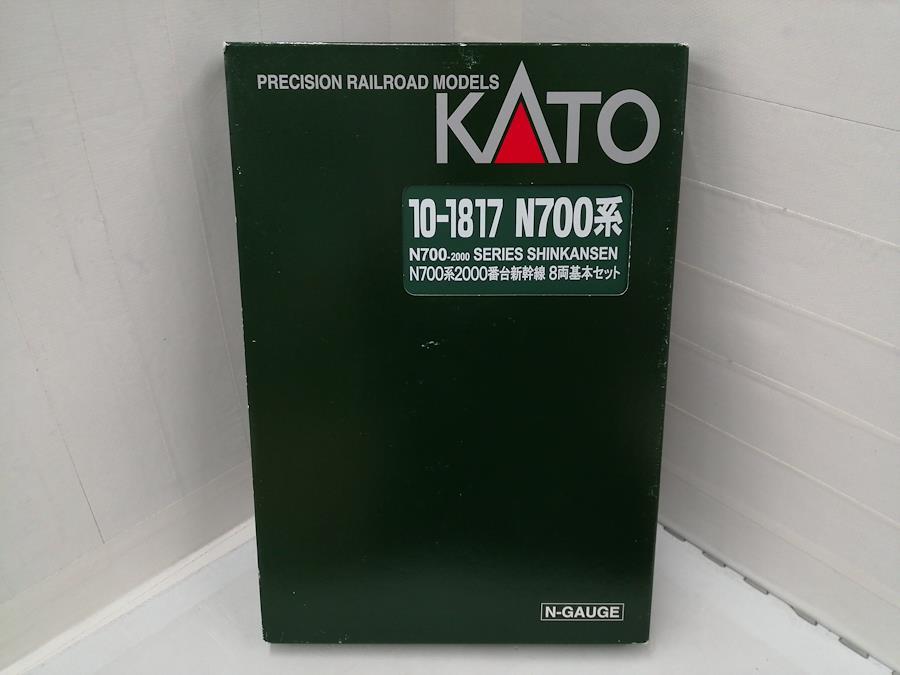 PRECISION RAILROAD MODELS
KATO
10-1817 N700系
N700-2000 SERIES SHINKANSEN
N700系2000番台新幹線 8両基本セット
N-GAUGE